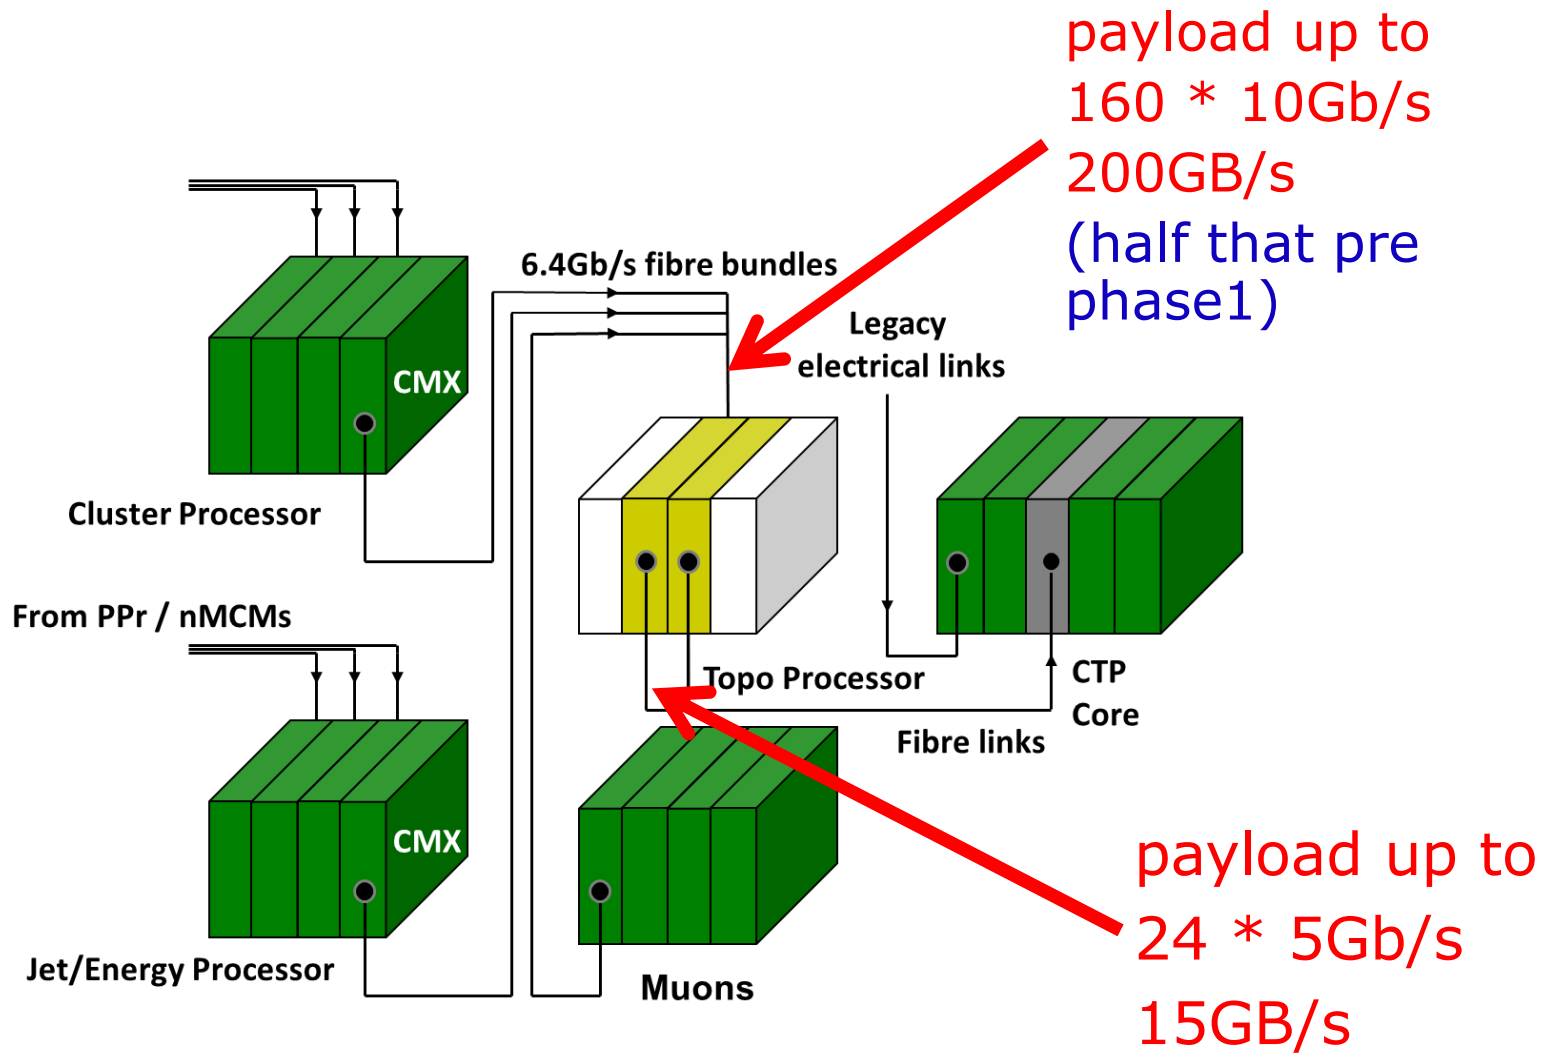 payload up to
160 * 10Gb/s
200GB/s
(half that pre
phase1)
6.4Gb/s fibre bundles
Legacy
electrical links
CMX
Cluster Processor
From PPr / nMCMs
Topo Processor
CTP
Core
Fibre links
CMX
Jet/Energy Processor
Muons
payload up to
24 * 5Gb/s
15GB/s